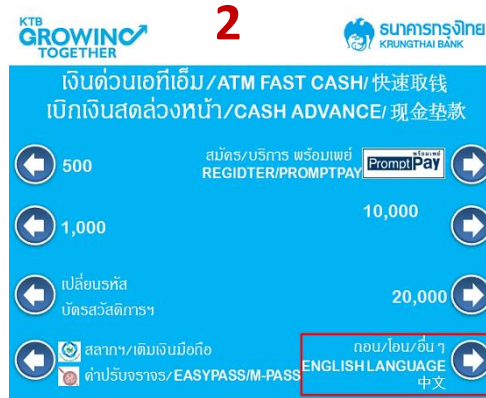 KTB
GROWING
TOGETHER
2
ธนาคารกรุงไทย
KRUNGTHAI BANK
เงินด่วนเอทีเอ็ม/ATM FAST CASH/快速取钱
เบิกเงินสดล่วงหน้า/CASH ADVANCE/现金垫款
500
สมัคร/บริการ พร้อมเพย์
REGIDTER/PROMPTPAY
พร้อมเพย์
PromptPay
1,000
10,000
เปลี่ยนรหัส
บัตรสวัสดิการฯ
20,000
สลากฯ/เติมเงินมือถือ
ค่าปรับจราจร/EASYPASS/M-PASS
ถอน/โอน/อื่น ๆ
ENGLISH LANGUAGE
中文